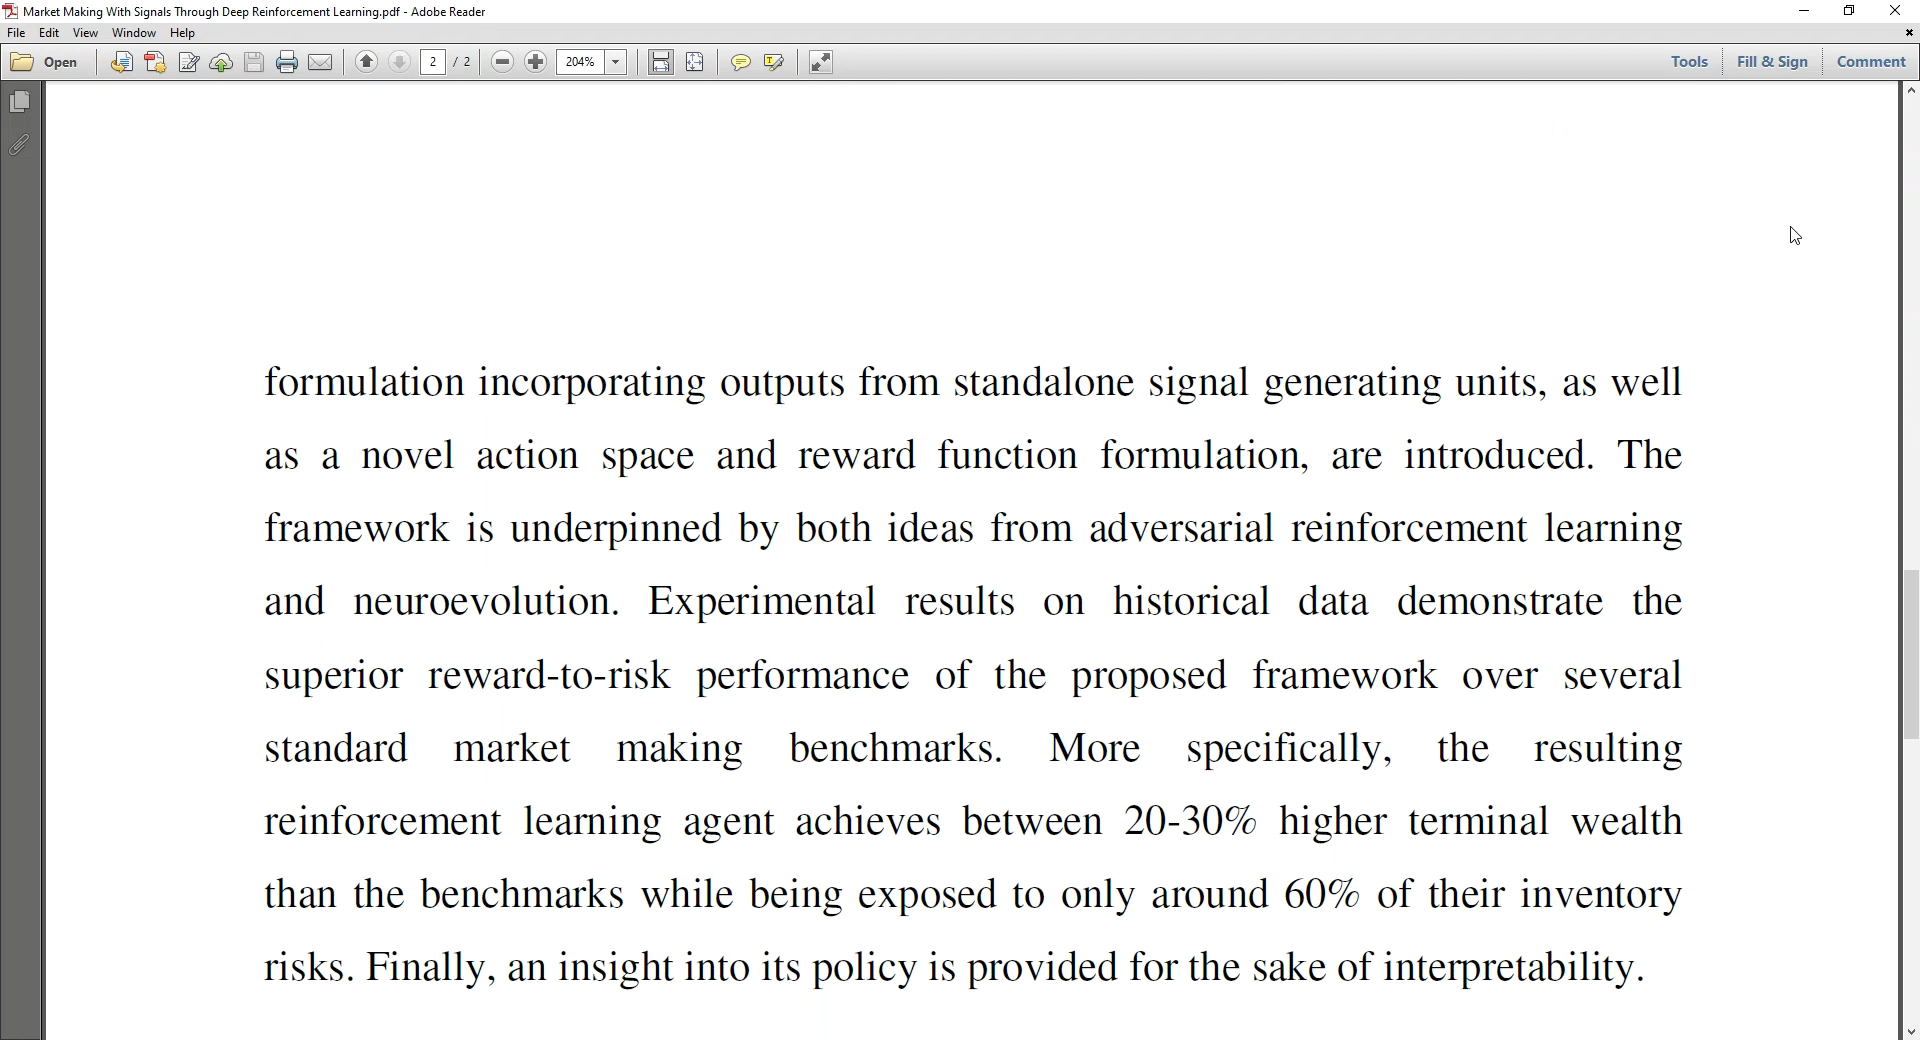 Market Making With Signals Through Deep Reinforcement Learning.pdf - Adobe Reader
File Edit View Window Help
Open 2 / 2 204% Tools Fill & Sign Comment
formulation incorporating outputs from standalone signal generating units, as well
as a novel action space and reward function formulation, are introduced. The
framework is underpinned by both ideas from adversarial reinforcement learning
and neuroevolution. Experimental results on historical data demonstrate the
superior reward-to-risk performance of the proposed framework over several
standard market making benchmarks. More specifically, the resulting
reinforcement learning agent achieves between 20-30% higher terminal wealth
than the benchmarks while being exposed to only around 60% of their inventory
risks. Finally, an insight into its policy is provided for the sake of interpretability.